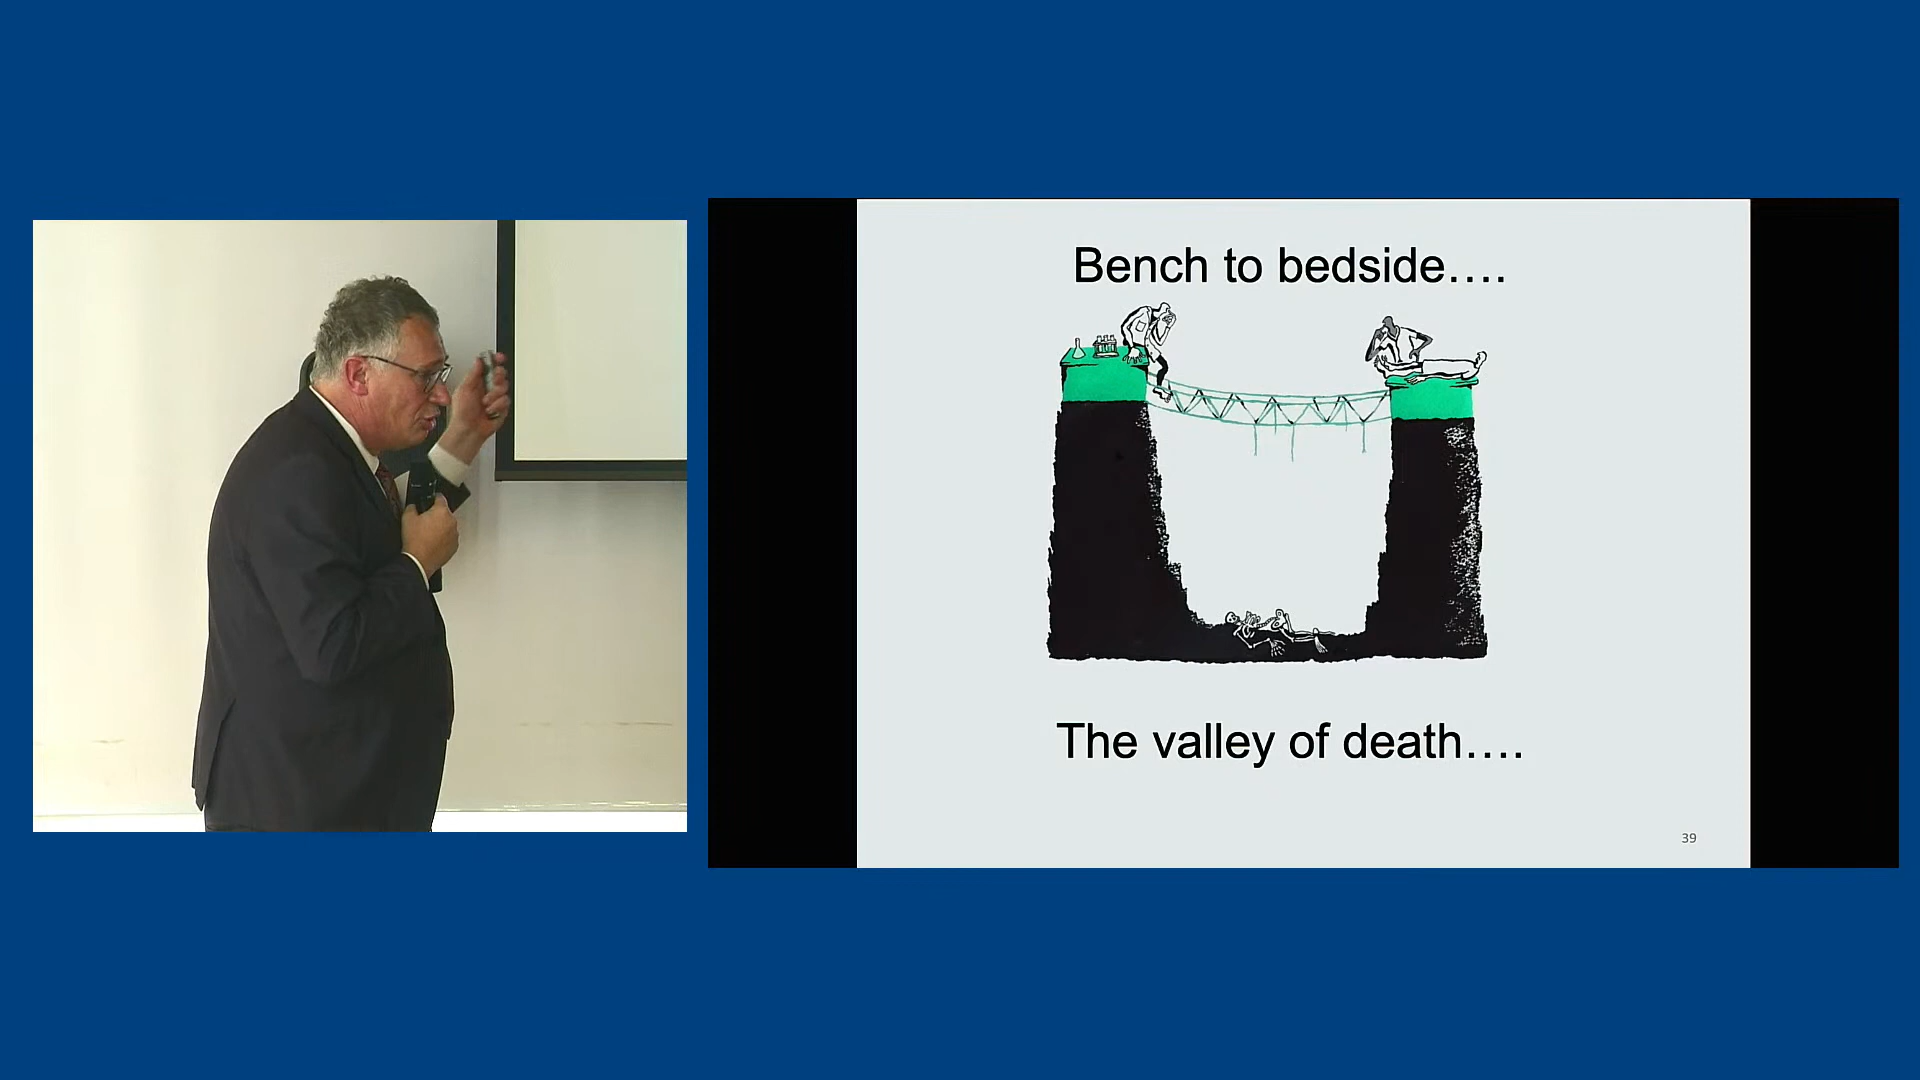 Bench to bedside….
The valley of death….
39